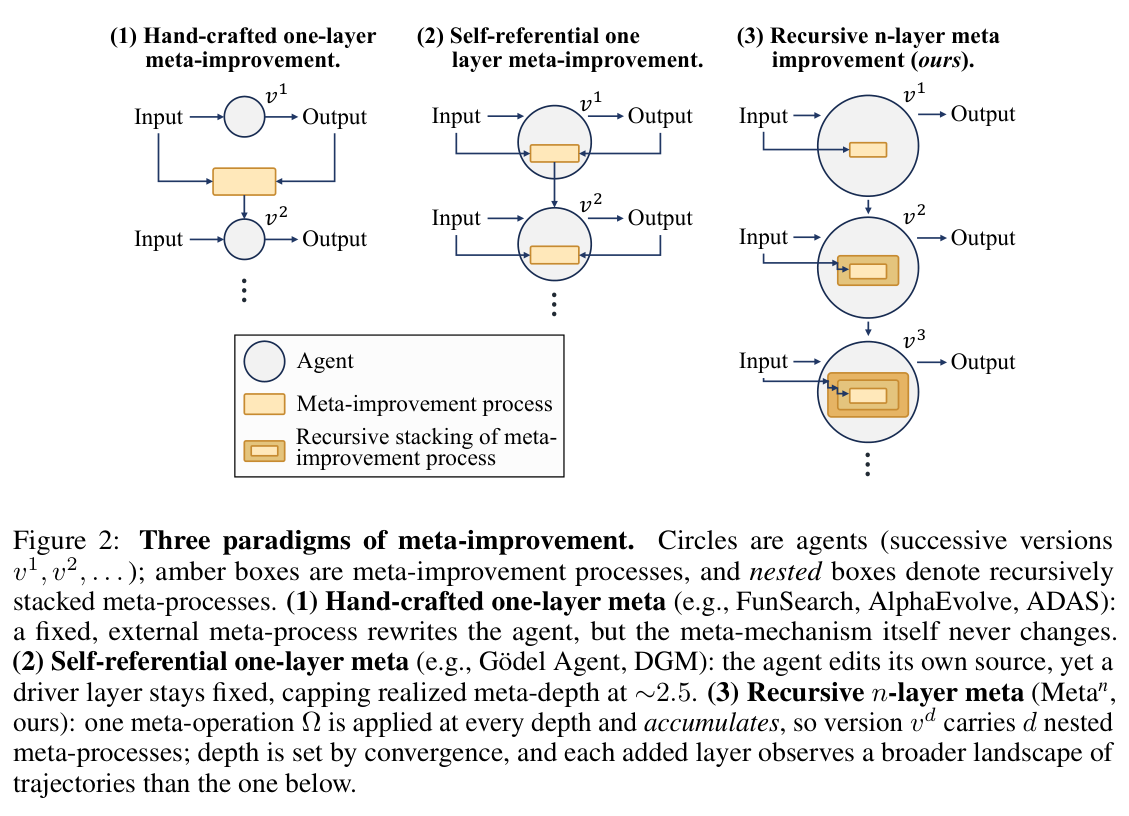 (1) Hand-crafted one-layer
meta-improvement.
Input
v¹
Output
v²
Input
Output
(2) Self-referential one
layer meta-improvement.
Input
v¹
Output
Input
v²
Output
(3) Recursive n-layer meta
improvement (ours).
Input
v¹
Output
Input
v²
Output
Input
v³
Output
Agent
Meta-improvement process
Recursive stacking of meta-
improvement process
Figure 2: Three paradigms of meta-improvement. Circles are agents (successive versions
v¹, v², . . . ); amber boxes are meta-improvement processes, and nested boxes denote recursively
stacked meta-processes. (1) Hand-crafted one-layer meta (e.g., FunSearch, AlphaEvolve, ADAS):
a fixed, external meta-process rewrites the agent, but the meta-mechanism itself never changes.
(2) Self-referential one-layer meta (e.g., Gödel Agent, DGM): the agent edits its own source, yet a
driver layer stays fixed, capping realized meta-depth at ∼2.5. (3) Recursive n-layer meta (Metaⁿ,
ours): one meta-operation Ω is applied at every depth and accumulates, so version vᵈ carries d nested
meta-processes; depth is set by convergence, and each added layer observes a broader landscape of
trajectories than the one below.